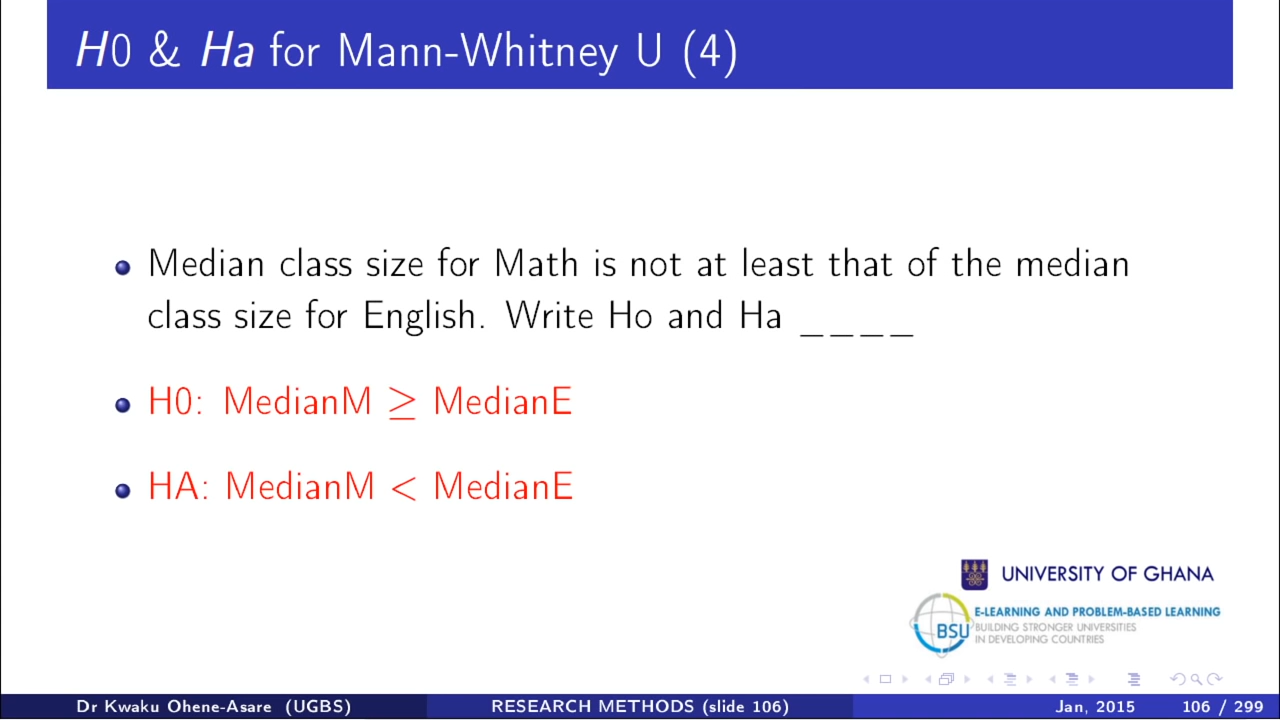 H0 & Ha for Mann-Whitney U (4)
Median class size for Math is not at least that of the median
class size for English. Write Ho and Ha _ _ _ _
H0: MedianM ≥ MedianE
HA: MedianM < MedianE
UNIVERSITY OF GHANA
E-LEARNING AND PROBLEM-BASED LEARNING
BSU
BUILDING STRONGER UNIVERSITIES
IN DEVELOPING COUNTRIES
Dr Kwaku Ohene-Asare (UGBS) RESEARCH METHODS (slide 106) Jan, 2015 106 / 299